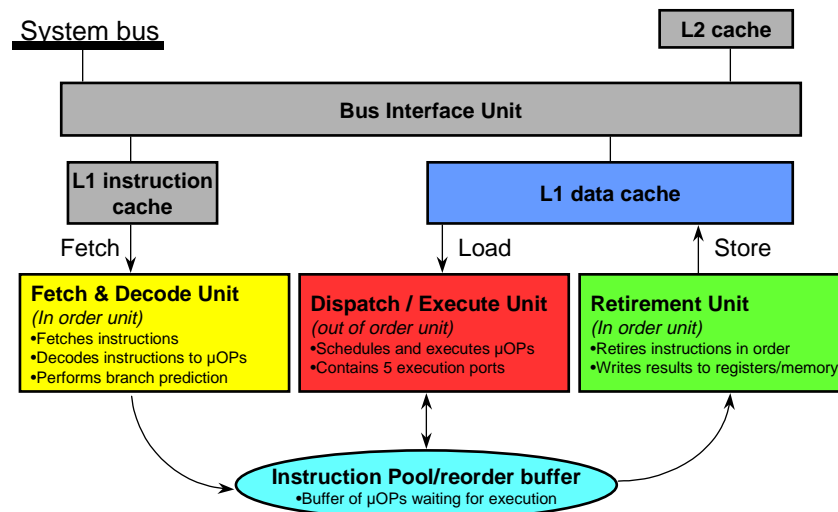 System bus
L2 cache
Bus Interface Unit
L1 instruction
cache
L1 data cache
Fetch
Load
Store
Fetch & Decode Unit
(In order unit)
•Fetches instructions
•Decodes instructions to µOPs
•Performs branch prediction
Dispatch / Execute Unit
(out of order unit)
•Schedules and executes µOPs
•Contains 5 execution ports
Retirement Unit
(In order unit)
•Retires instructions in order
•Writes results to registers/memory
Instruction Pool/reorder buffer
•Buffer of µOPs waiting for execution